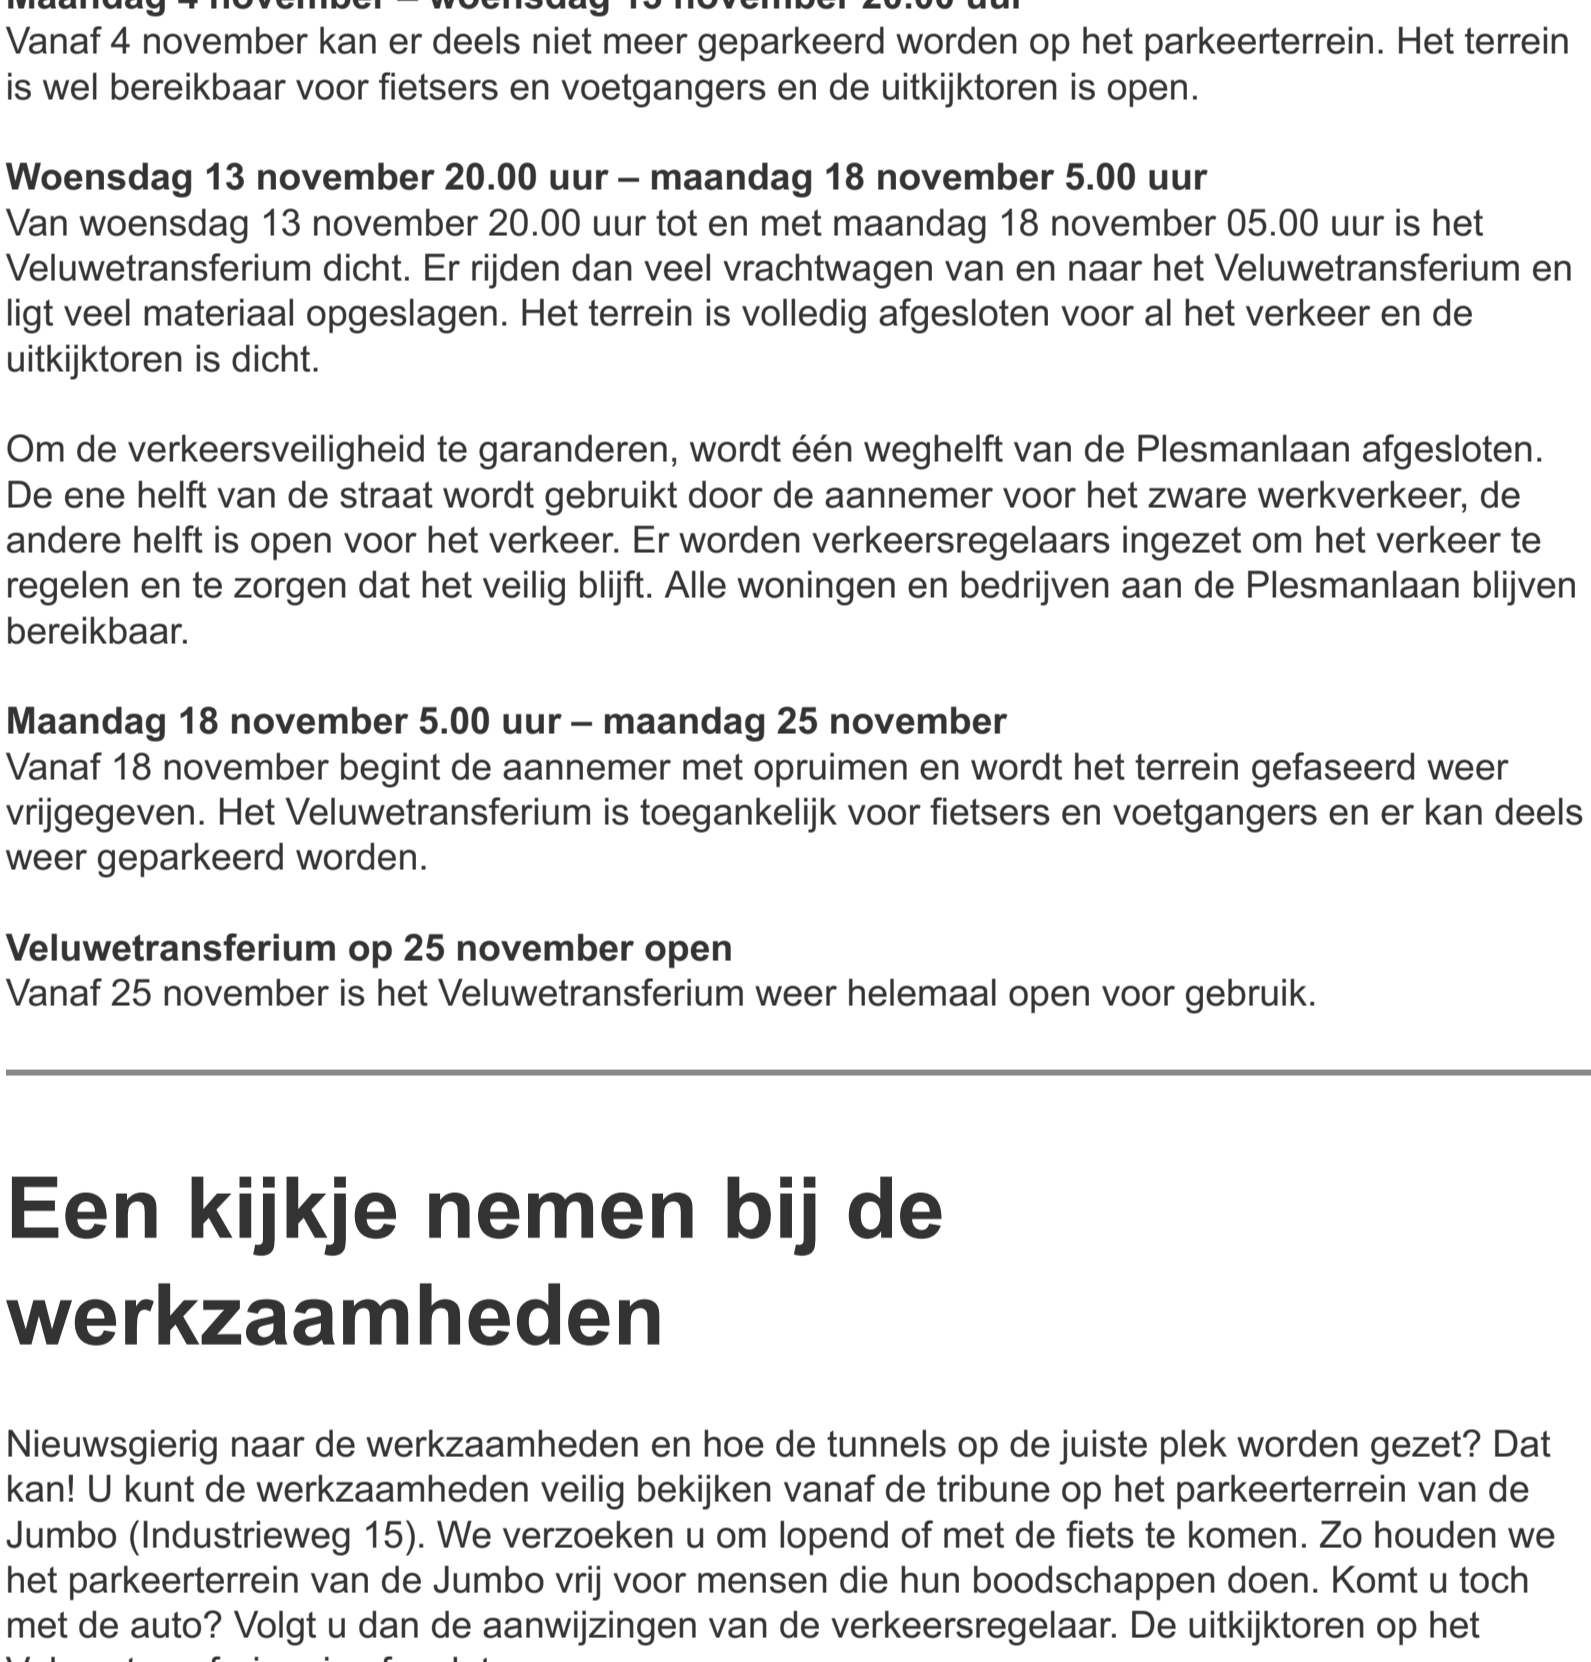 Maandag 4 november – woensdag 13 november 20.00 uur
Vanaf 4 november kan er deels niet meer geparkeerd worden op het parkeerterrein. Het terrein
is wel bereikbaar voor fietsers en voetgangers en de uitkijktoren is open.
Woensdag 13 november 20.00 uur – maandag 18 november 5.00 uur
Van woensdag 13 november 20.00 uur tot en met maandag 18 november 05.00 uur is het
Veluwetransferium dicht. Er rijden dan veel vrachtwagen van en naar het Veluwetransferium en
ligt veel materiaal opgeslagen. Het terrein is volledig afgesloten voor al het verkeer en de
uitkijktoren is dicht.
Om de verkeersveiligheid te garanderen, wordt één weghelft van de Plesmanlaan afgesloten.
De ene helft van de straat wordt gebruikt door de aannemer voor het zware werkverkeer, de
andere helft is open voor het verkeer. Er worden verkeersregelaars ingezet om het verkeer te
regelen en te zorgen dat het veilig blijft. Alle woningen en bedrijven aan de Plesmanlaan blijven
bereikbaar.
Maandag 18 november 5.00 uur – maandag 25 november
Vanaf 18 november begint de aannemer met opruimen en wordt het terrein gefaseerd weer
vrijgegeven. Het Veluwetransferium is toegankelijk voor fietsers en voetgangers en er kan deels
weer geparkeerd worden.
Veluwetransferium op 25 november open
Vanaf 25 november is het Veluwetransferium weer helemaal open voor gebruik.
Een kijkje nemen bij de
werkzaamheden
Nieuwsgierig naar de werkzaamheden en hoe de tunnels op de juiste plek worden gezet? Dat
kan! U kunt de werkzaamheden veilig bekijken vanaf de tribune op het parkeerterrein van de
Jumbo (Industrieweg 15). We verzoeken u om lopend of met de fiets te komen. Zo houden we
het parkeerterrein van de Jumbo vrij voor mensen die hun boodschappen doen. Komt u toch
met de auto? Volgt u dan de aanwijzingen van de verkeersregelaar. De uitkijktoren op het